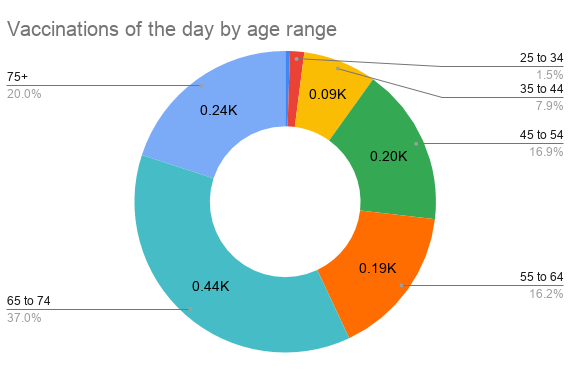 Vaccinations of the day by age range
25 to 34
1.5%
35 to 44
7.9%
45 to 54
16.9%
55 to 64
16.2%
65 to 74
37.0%
75+
20.0%
0.09K
0.20K
0.19K
0.44K
0.24K